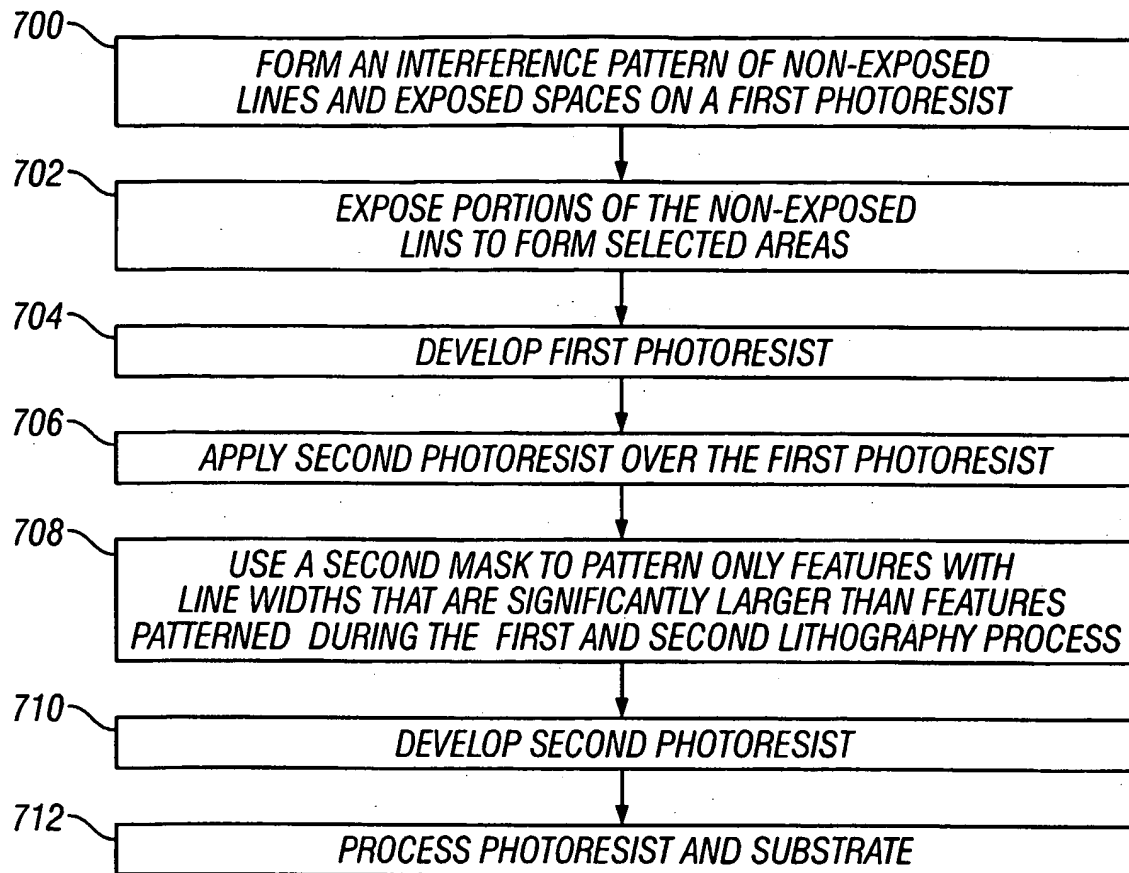 700
FORM AN INTERFERENCE PATTERN OF NON-EXPOSED
LINES AND EXPOSED SPACES ON A FIRST PHOTORESIST
702
EXPOSE PORTIONS OF THE NON-EXPOSED
LINS TO FORM SELECTED AREAS
704
DEVELOP FIRST PHOTORESIST
706
APPLY SECOND PHOTORESIST OVER THE FIRST PHOTORESIST
708
USE A SECOND MASK TO PATTERN ONLY FEATURES WITH
LINE WIDTHS THAT ARE SIGNIFICANTLY LARGER THAN FEATURES
PATTERNED DURING THE FIRST AND SECOND LITHOGRAPHY PROCESS
710
DEVELOP SECOND PHOTORESIST
712
PROCESS PHOTORESIST AND SUBSTRATE